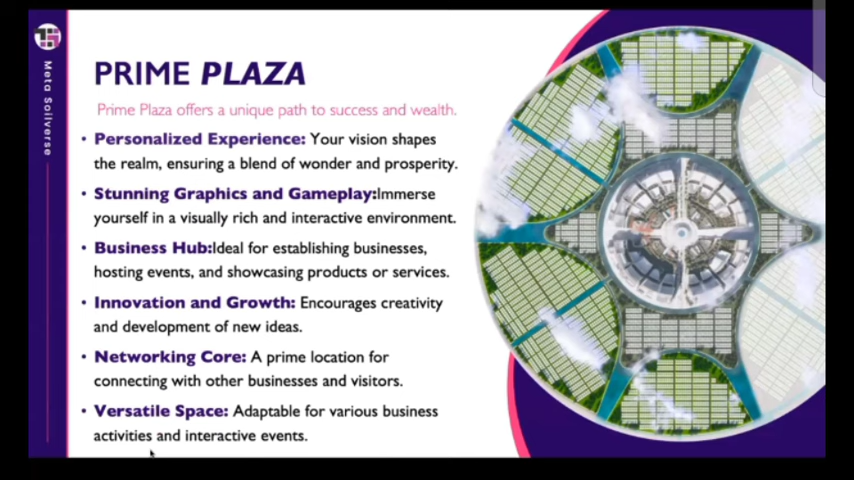 Meta Soilverse
PRIME PLAZA
Prime Plaza offers a unique path to success and wealth.
• Personalized Experience: Your vision shapes
the realm, ensuring a blend of wonder and prosperity.
• Stunning Graphics and Gameplay:Immerse
yourself in a visually rich and interactive environment.
• Business Hub:Ideal for establishing businesses,
hosting events, and showcasing products or services.
• Innovation and Growth: Encourages creativity
and development of new ideas.
• Networking Core: A prime location for
connecting with other businesses and visitors.
• Versatile Space: Adaptable for various business
activities and interactive events.